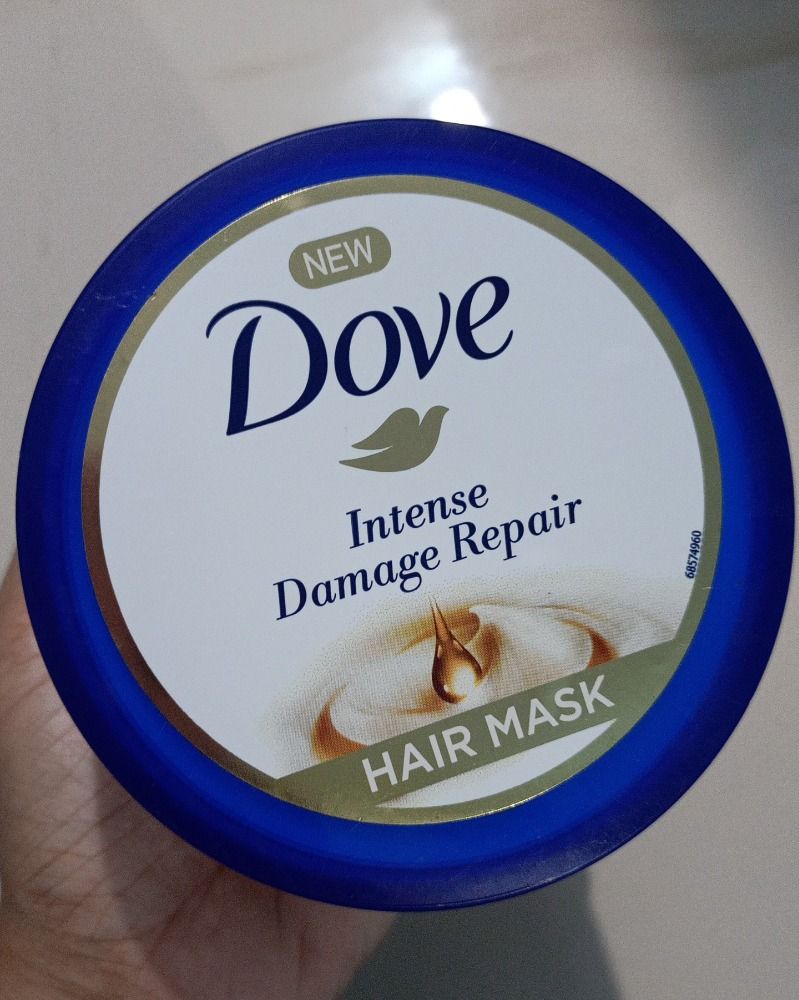 NEW
Dove
Intense
Damage Repair
68574960
HAIR MASK